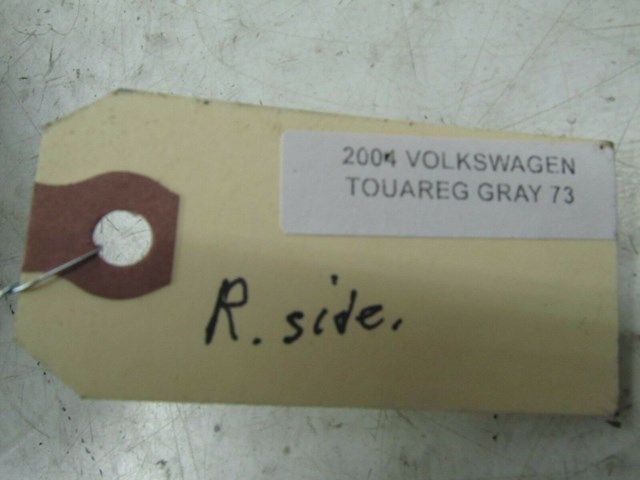 2004 VOLKSWAGEN
TOUAREG GRAY 73
R. side.